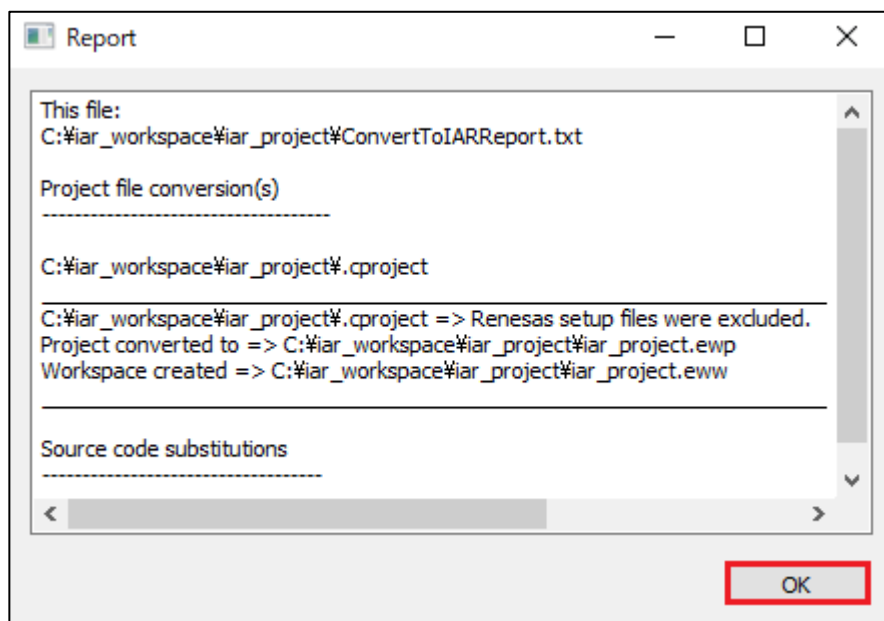 Report
This file:
C:¥iar_workspace¥iar_project¥ConvertToIARReport.txt
Project file conversion(s)
------------------------------------
C:¥iar_workspace¥iar_project¥.cproject
C:¥iar_workspace¥iar_project¥.cproject => Renesas setup files were excluded.
Project converted to => C:¥iar_workspace¥iar_project¥iar_project.ewp
Workspace created => C:¥iar_workspace¥iar_project¥iar_project.eww
Source code substitutions
-----------------------------------
OK